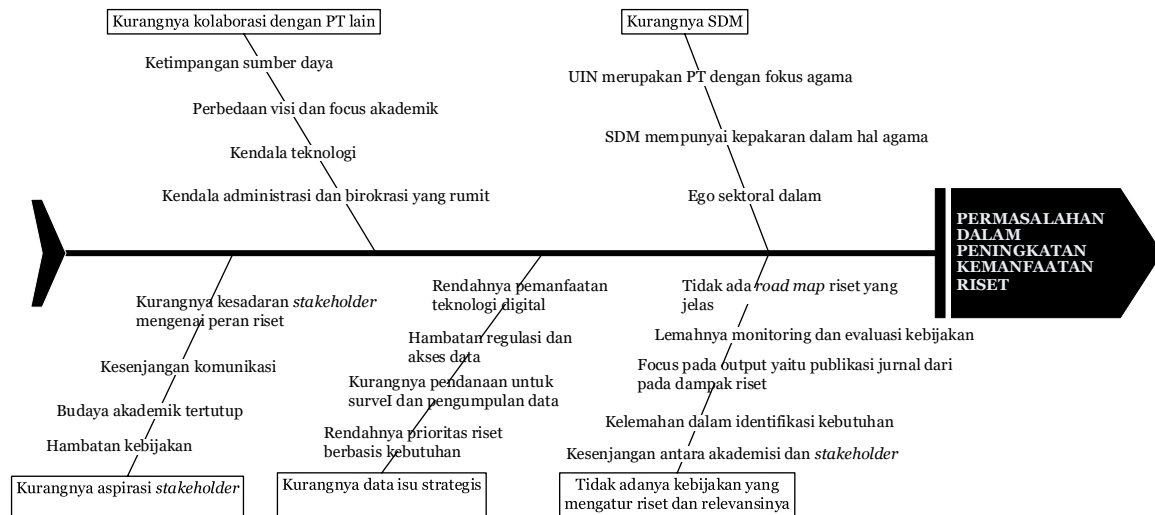 Kurangnya kolaborasi dengan PT lain
Ketimpangan sumber daya
Perbedaan visi dan focus akademik
Kendala teknologi
Kendala administrasi dan birokrasi yang rumit
Kurangnya SDM
UIN merupakan PT dengan fokus agama
SDM mempunyai kepakaran dalam hal agama
Ego sektoral dalam
PERMASALAHAN
DALAM
PENINGKATAN
KEMANFAATAN
RISET
Kurangnya kesadaran stakeholder
mengenai peran riset
Kesenjangan komunikasi
Budaya akademik tertutup
Hambatan kebijakan
Kurangnya aspirasi stakeholder
Rendahnya pemanfaatan
teknologi digital
Hambatan regulasi dan
akses data
Kurangnya pendanaan untuk
surveI dan pengumpulan data
Rendahnya prioritas riset
berbasis kebutuhan
Kurangnya data isu strategis
Tidak ada road map riset yang
jelas
Lemahnya monitoring dan evaluasi kebijakan
Focus pada output yaitu publikasi jurnal dari
pada dampak riset
Kelemahan dalam identifikasi kebutuhan
Kesenjangan antara akademisi dan stakeholder
Tidak adanya kebijakan yang
mengatur riset dan relevansinya